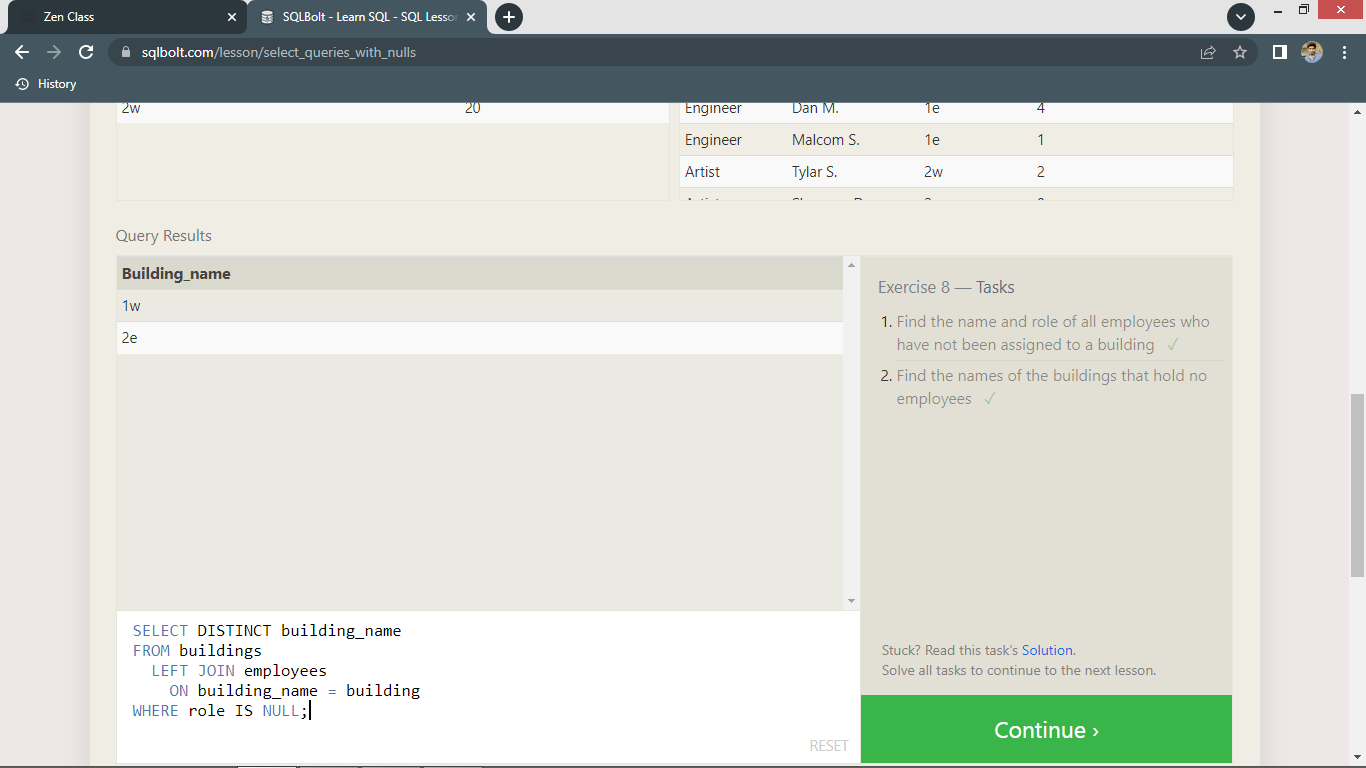 Zen Class
SQLBolt - Learn SQL - SQL Lesson
sqlbolt.com/lesson/select_queries_with_nulls
History
2w 20
Engineer Dan M. 1e 4
Engineer Malcom S. 1e 1
Artist Tylar S. 2w 2
Query Results
Building_name
1w
2e
Exercise 8 — Tasks
1. Find the name and role of all employees who
have not been assigned to a building ✓
2. Find the names of the buildings that hold no
employees ✓
SELECT DISTINCT building_name
FROM buildings
LEFT JOIN employees
ON building_name = building
WHERE role IS NULL;
RESET
Stuck? Read this task's Solution.
Solve all tasks to continue to the next lesson.
Continue ›